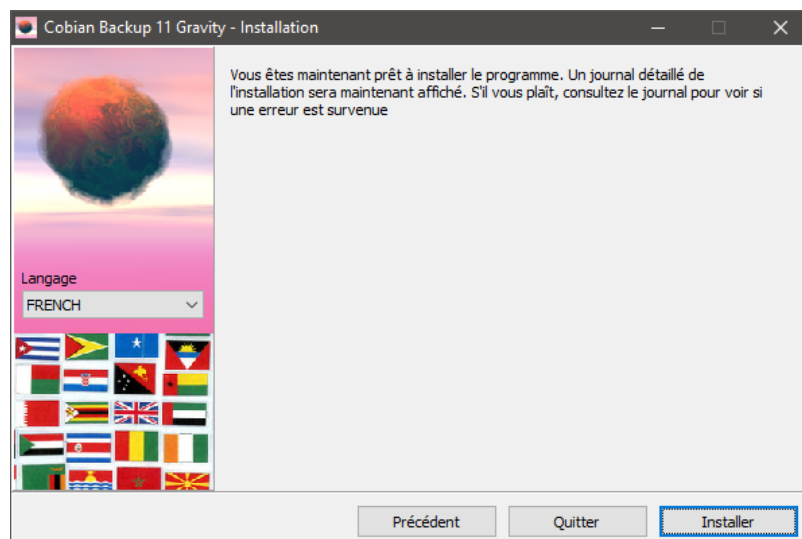 Cobian Backup 11 Gravity - Installation
Vous êtes maintenant prêt à installer le programme. Un journal détaillé de
l'installation sera maintenant affiché. S'il vous plaît, consultez le journal pour voir si
une erreur est survenue
Langage
FRENCH
Précédent
Quitter
Installer